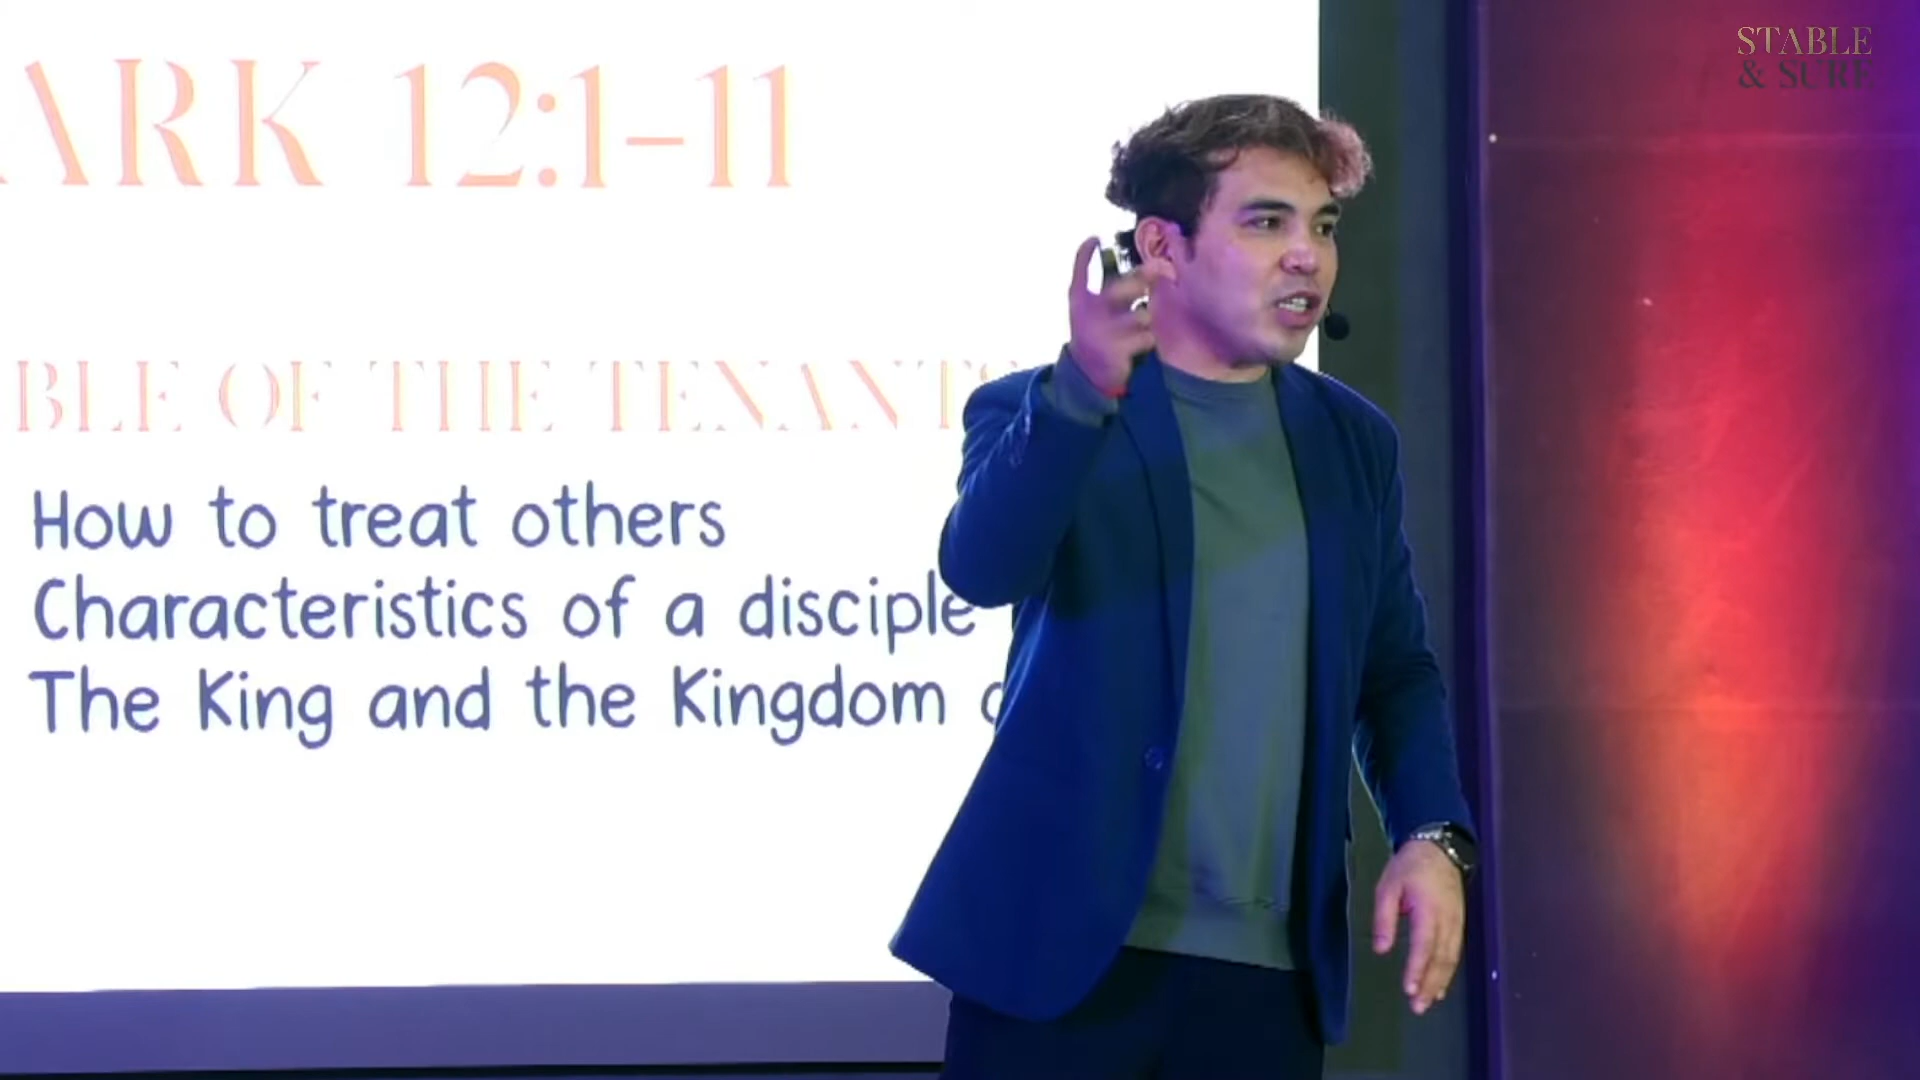 ARK 12:1-11
BLE OF THE TENANTS
How to treat others
Characteristics of a disciple
The King and the Kingdom
STABLE
& SURE